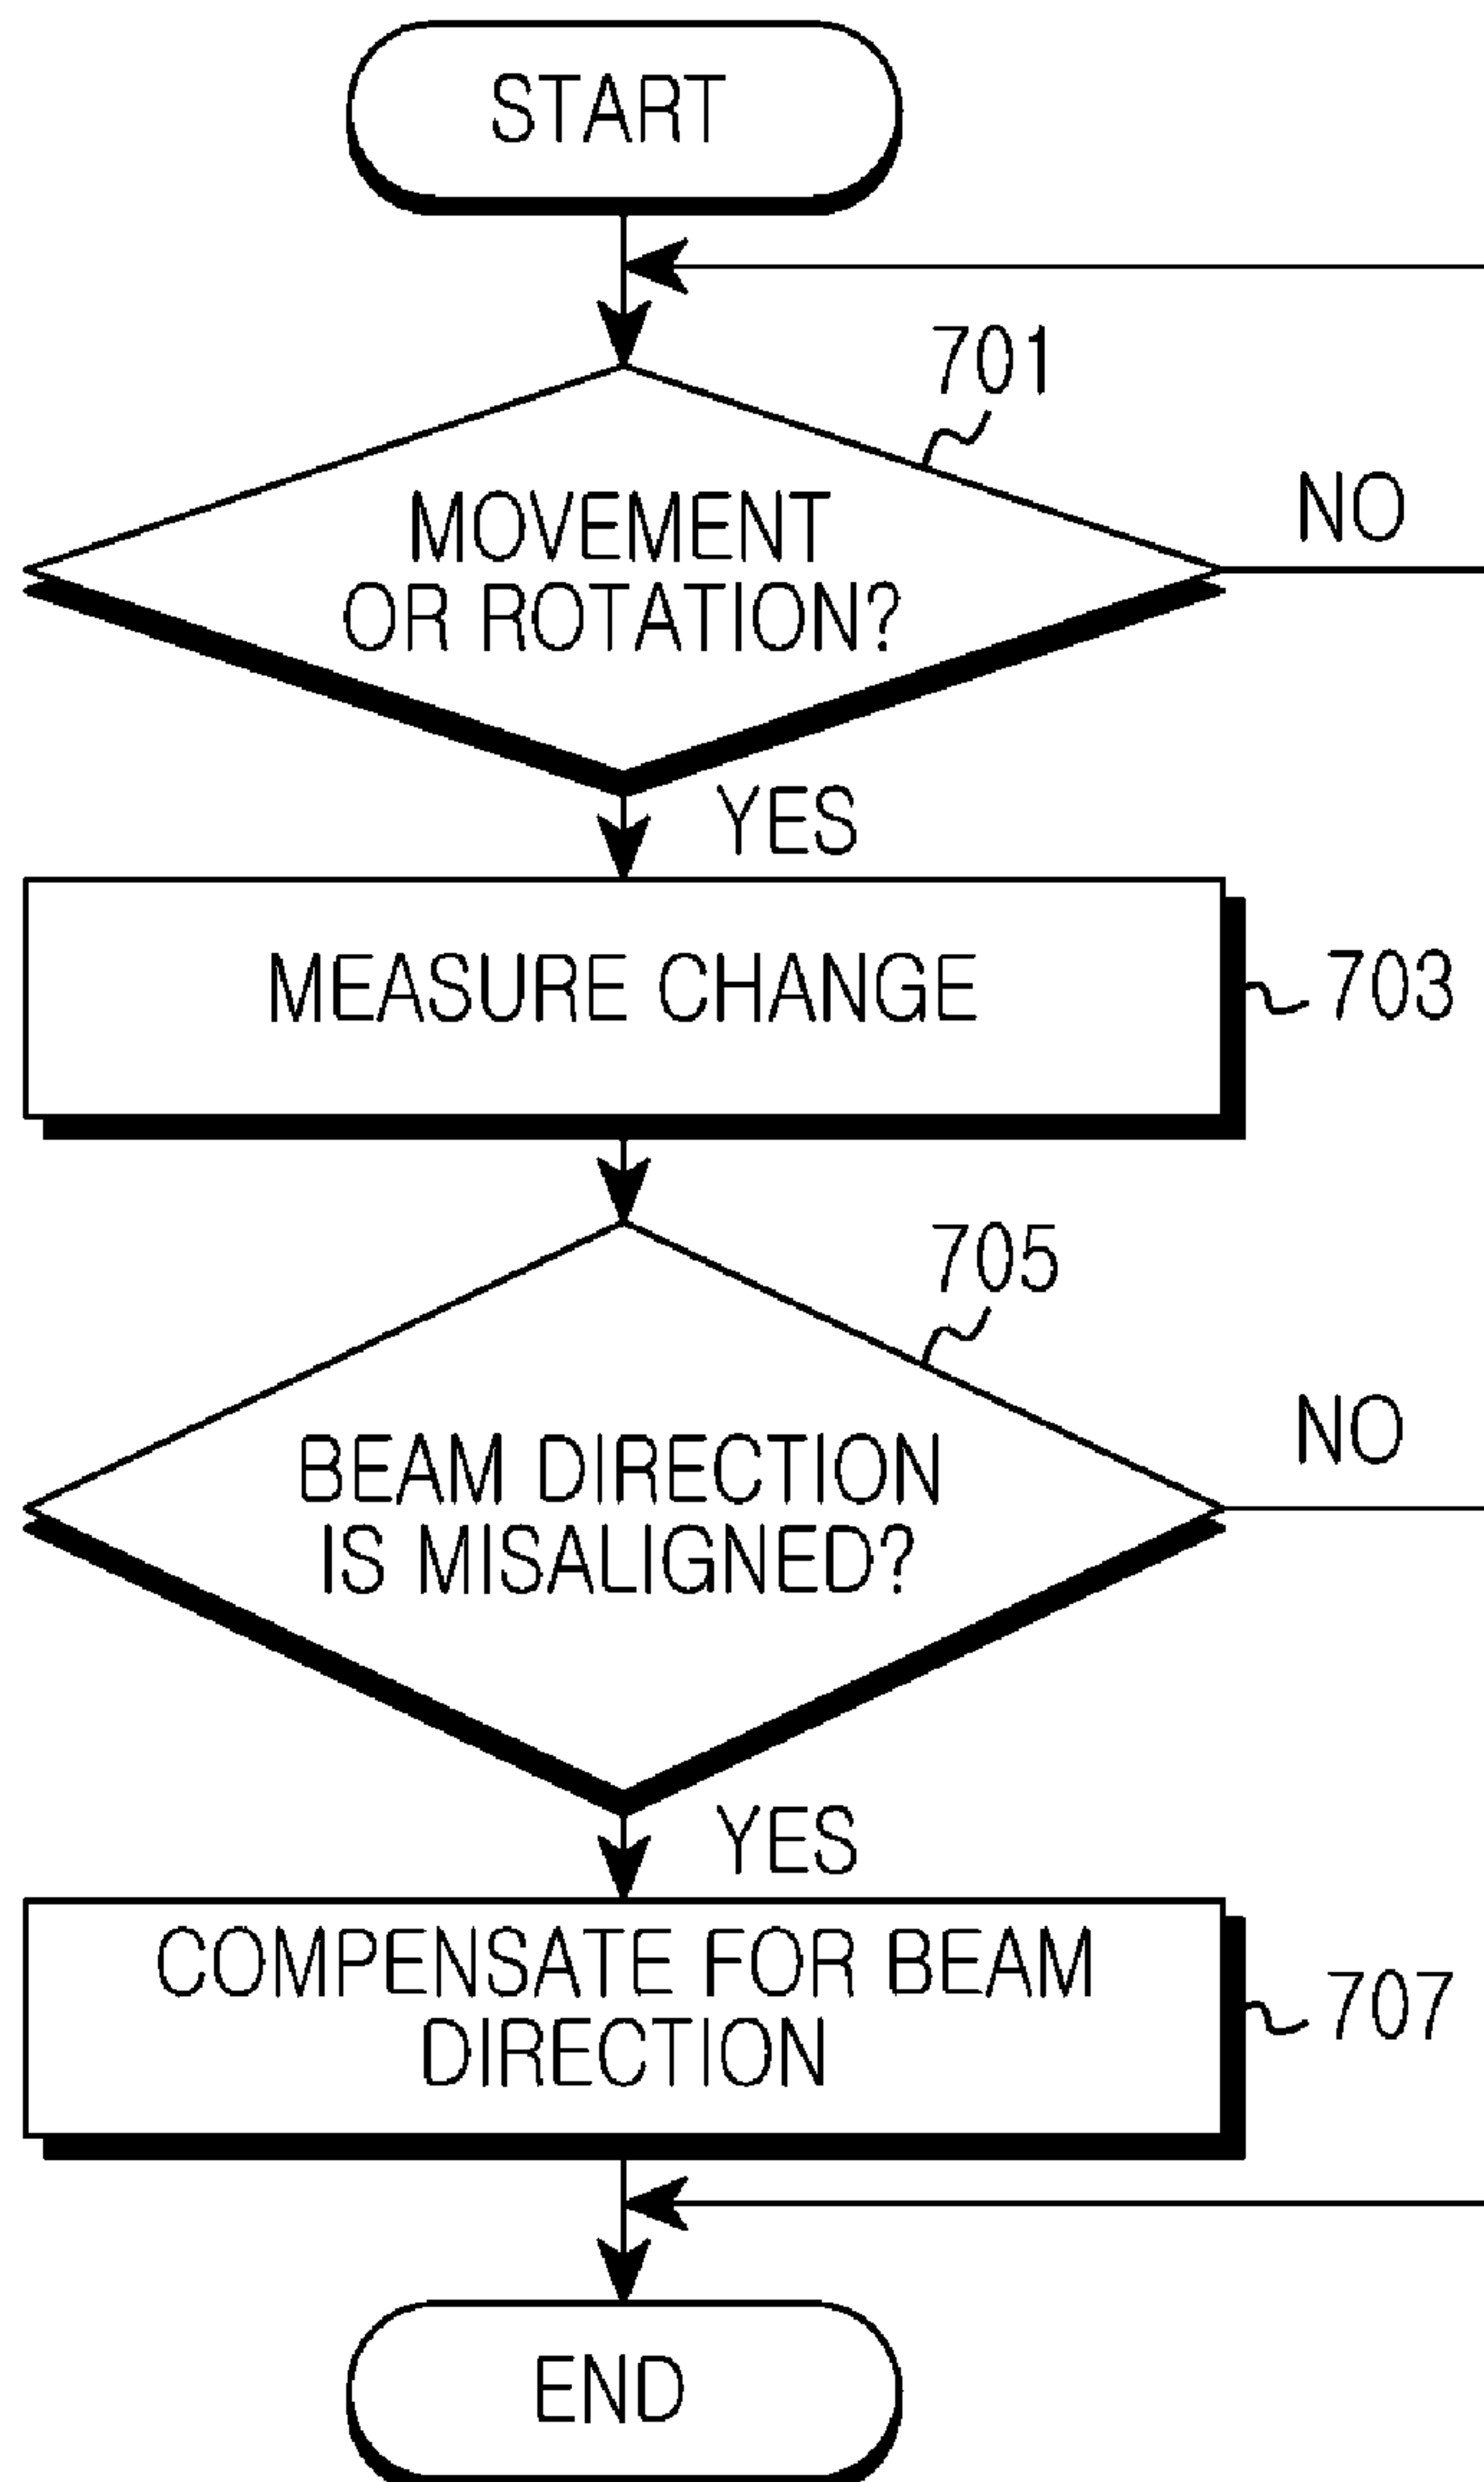 START
701
MOVEMENT
OR ROTATION?
NO
YES
MEASURE CHANGE
703
705
BEAM DIRECTION
IS MISALIGNED?
NO
YES
COMPENSATE FOR BEAM
DIRECTION
707
END